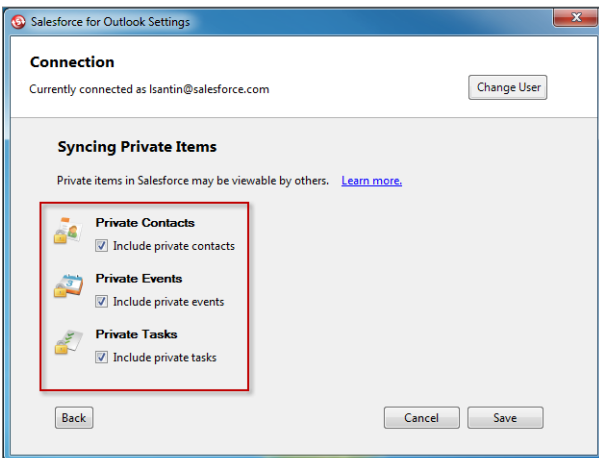 Salesforce for Outlook Settings
Connection
Currently connected as lsantin@salesforce.com
Change User
Syncing Private Items
Private items in Salesforce may be viewable by others. Learn more.
Private Contacts
Include private contacts
Private Events
Include private events
Private Tasks
Include private tasks
Back
Cancel
Save